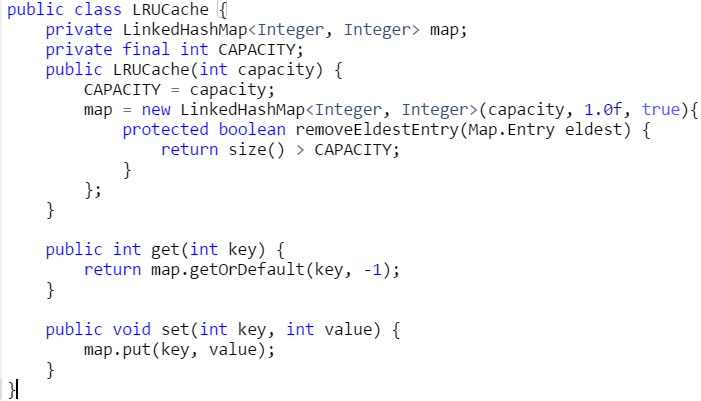 public class LRUCache {
    private LinkedHashMap<Integer, Integer> map;
    private final int CAPACITY;
    public LRUCache(int capacity) {
        CAPACITY = capacity;
        map = new LinkedHashMap<Integer, Integer>(capacity, 1.0f, true){
            protected boolean removeEldestEntry(Map.Entry eldest) {
                return size() > CAPACITY;
            }
        };
    }

    public int get(int key) {
        return map.getOrDefault(key, -1);
    }

    public void set(int key, int value) {
        map.put(key, value);
    }
}